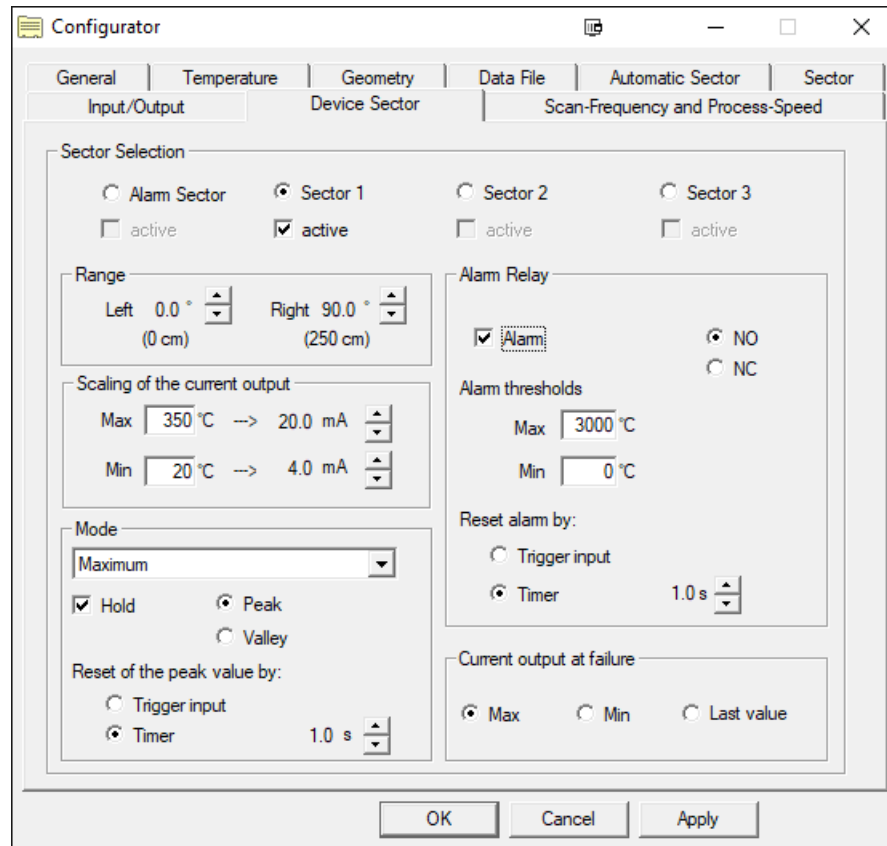 Configurator
General Temperature Geometry Data File Automatic Sector Sector
Input/Output Device Sector Scan-Frequency and Process-Speed
Sector Selection
Alarm Sector Sector 1 Sector 2 Sector 3
active active active active
Range
Left 0.0 ° Right 90.0 °
(0 cm) (250 cm)
Scaling of the current output
Max 350 °C ---> 20.0 mA
Min 20 °C ---> 4.0 mA
Mode
Maximum
Hold Peak
Valley
Reset of the peak value by:
Trigger input
Timer 1.0 s
Alarm Relay
Alarm NO
NC
Alarm thresholds
Max 3000 °C
Min 0 °C
Reset alarm by:
Trigger input
Timer 1.0 s
Current output at failure
Max Min Last value
OK Cancel Apply